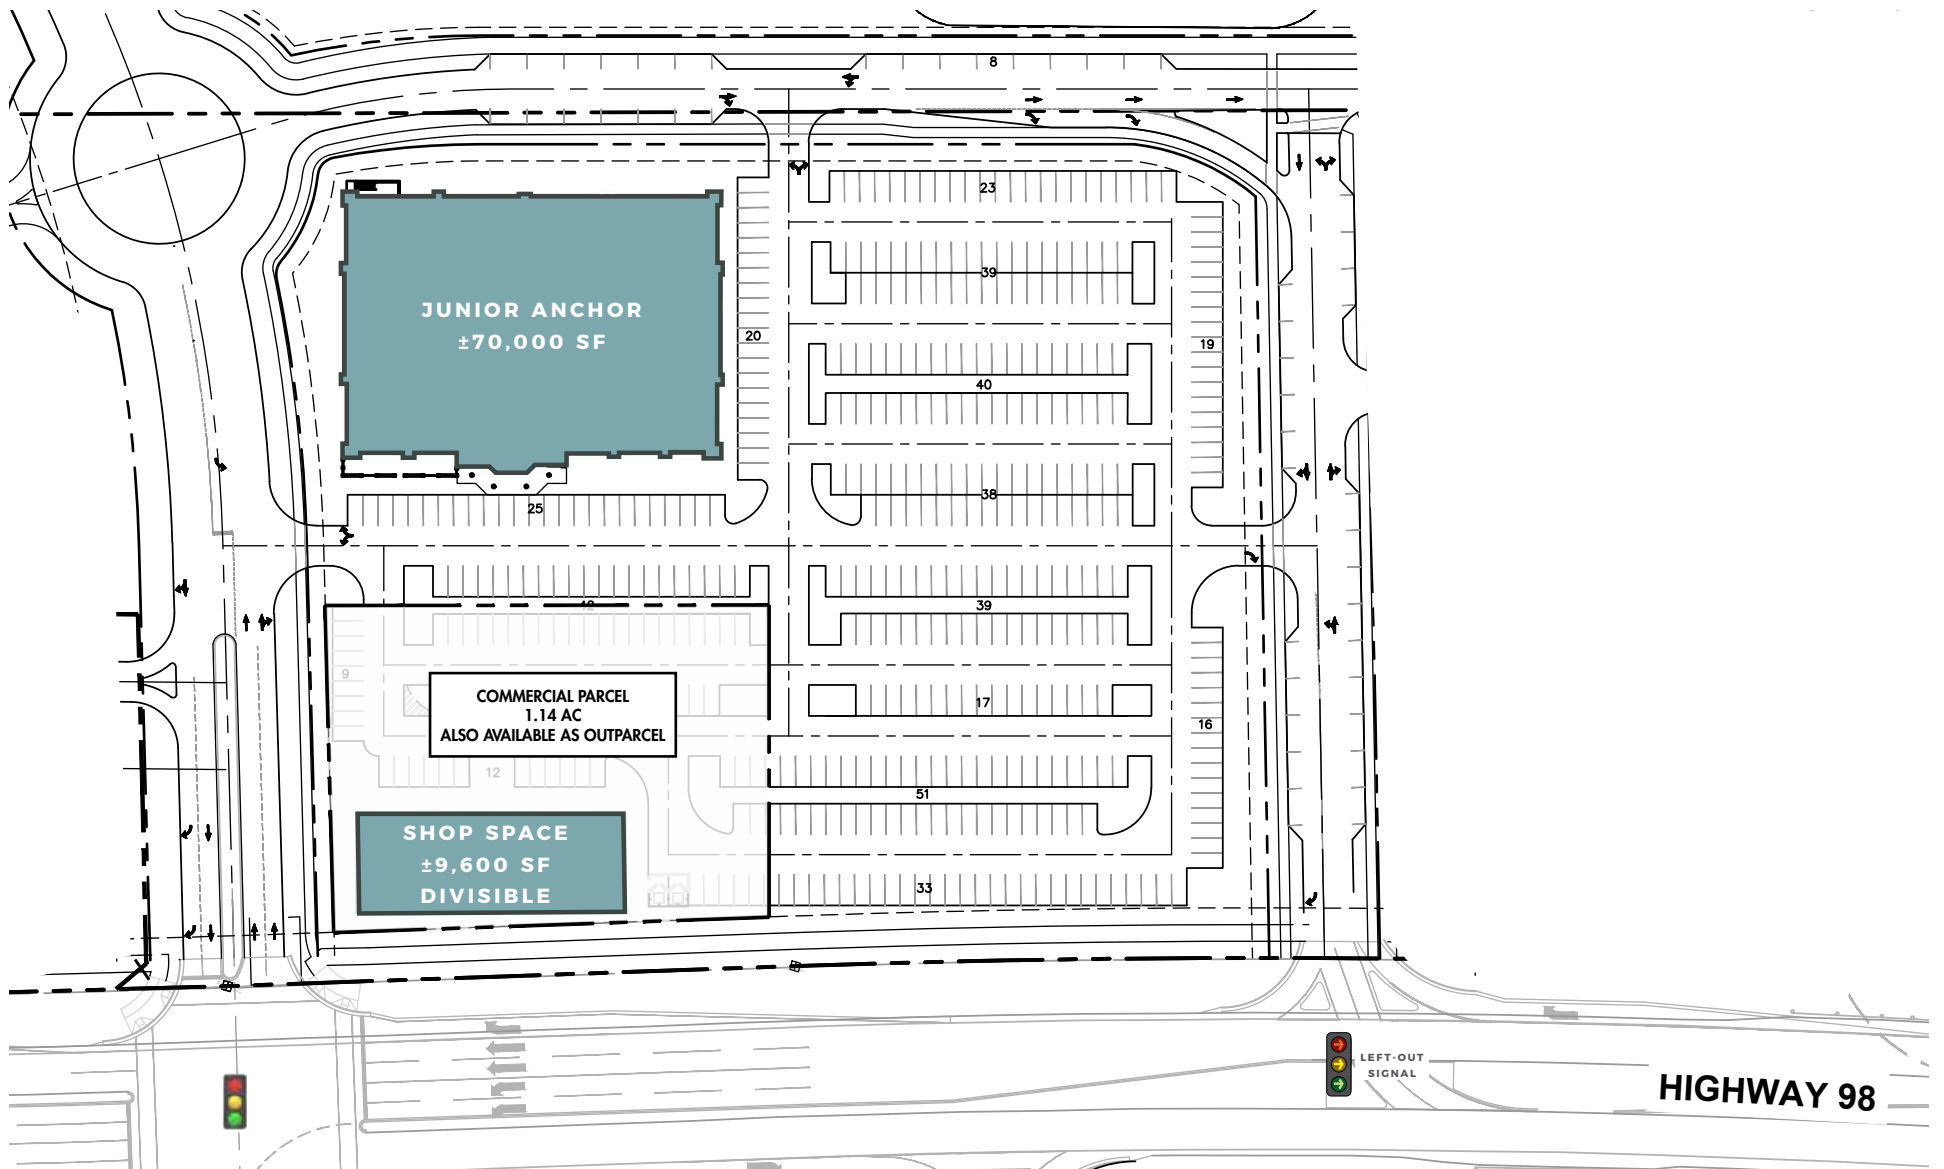 8
23
39
JUNIOR ANCHOR
±70,000 SF
20
19
40
38
25
39
9
COMMERCIAL PARCEL
1.14 AC
ALSO AVAILABLE AS OUTPARCEL
17
16
12
51
SHOP SPACE
±9,600 SF
DIVISIBLE
33
LEFT-OUT
SIGNAL
HIGHWAY 98